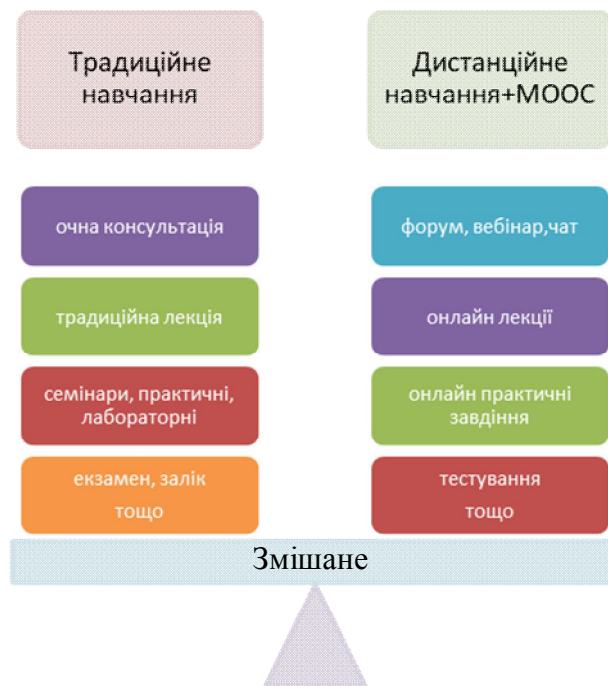 Традиційне
навчання
Дистанційне
навчання+МООС
очна консультація
форум, вебінар,чат
традиційна лекція
онлайн лекції
семінари, практичні,
лабораторні
онлайн практичні
завдіння
екзамен, залік
тощо
тестування
тощо
Змішане